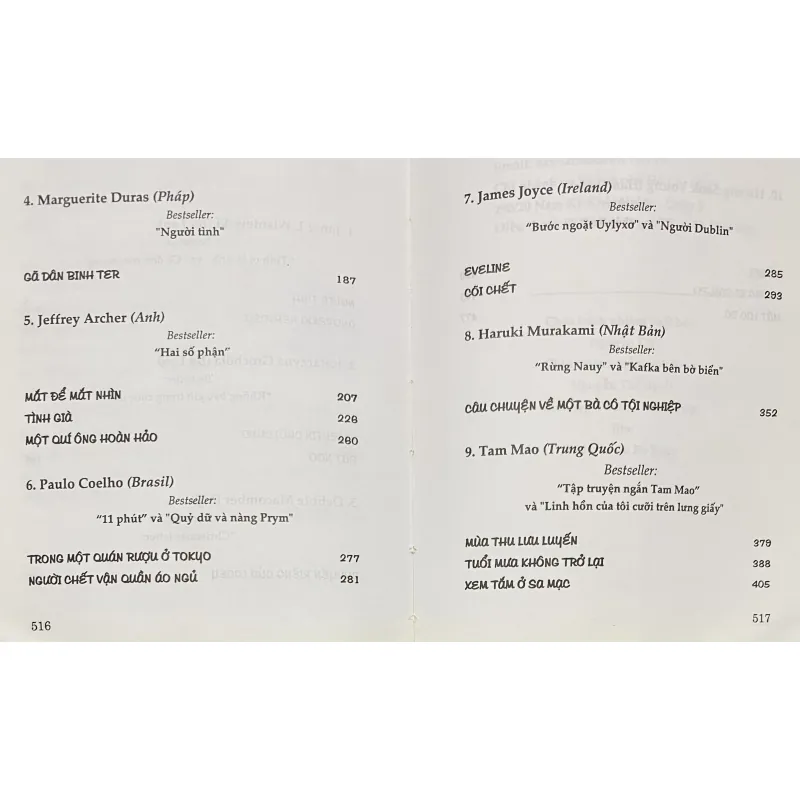 4. Marguerite Duras (Pháp)
Bestseller:
"Người tình"
GÃ DÂN BINH TER 187
5. Jeffrey Archer (Anh)
Bestseller:
“Hai số phận”
MẮT ĐỂ MẮT NHÌN 207
TÌNH GIÀ 226
MỘT QUÍ ÔNG HOÀN HẢO 260
6. Paulo Coelho (Brasil)
Bestseller:
“11 phút” và "Quỷ dữ và nàng Prym"
TRONG MỘT QUÁN RƯỢU Ở TOKYO 277
NGƯỜI CHẾT VẬN QUẦN ÁO NGỦ 281
516
7. James Joyce (Ireland)
Bestseller:
“Bước ngoặt Uylyxơ" và "Người Dublin"
EVELINE 285
CÕI CHẾT 293
8. Haruki Murakami (Nhật Bản)
Bestseller:
“Rừng Nauy" và "Kafka bên bờ biển"
CÂU CHUYỆN VỀ MỘT BÀ CÔ TỘI NGHIỆP 352
9. Tam Mao (Trung Quốc)
Bestseller:
“Tập truyện ngắn Tam Mao”
và "Linh hồn của tôi cưỡi trên lưng giấy"
MÙA THU LƯU LUYẾN 379
TUỔI MƯA KHÔNG TRỞ LẠI 388
XEM TẮM Ở SA MẠC 405
517